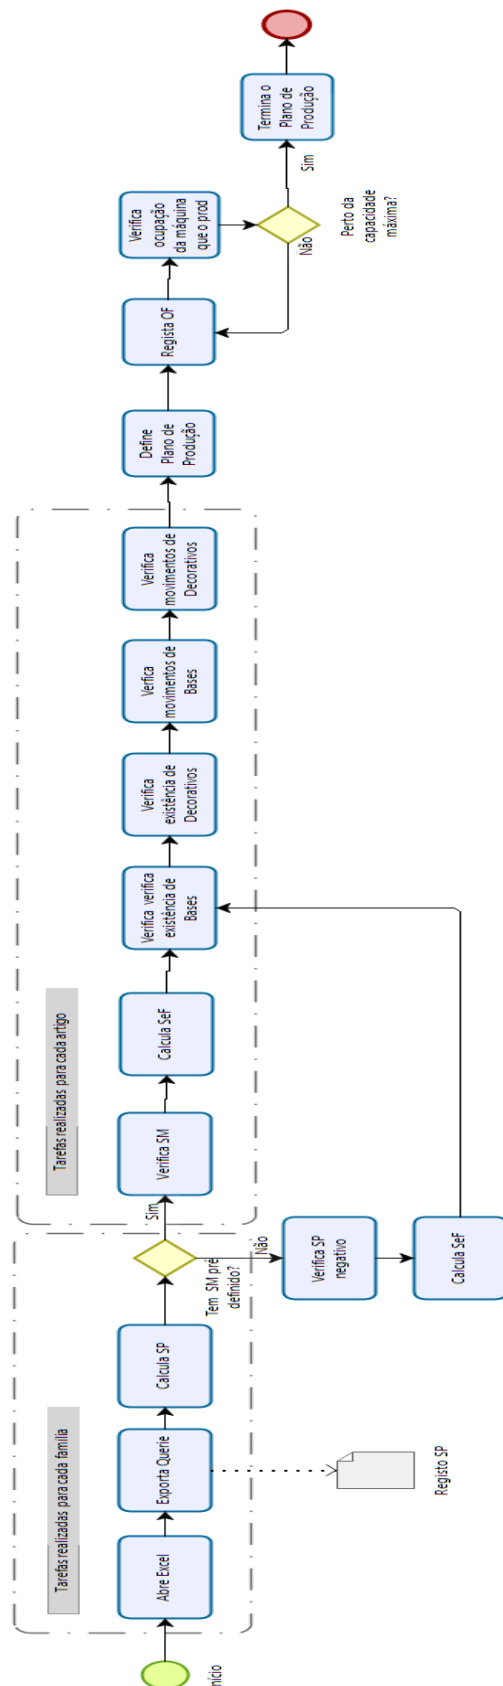 nício
Tarefas realizadas para cada familia
Abre Excel
Exporta Querie
Registo SP
Calcula SP
Tem SM pré
definido?
Sim
Não
Verifica SP
negativo
Calcula SeF
Tarefas realizadas para cada artigo
Verifica SM
Calcula SeF
Verifica verifica
existência de
Bases
Verifica
existência de
Decorativos
Verfica
movimentos de
Bases
Verifica
movimentos de
Decorativos
Define
Plano de
Produção
Regista OF
Verifica
ocupação
da máquina
que o prod
Perto da
capacidade
máxima?
Não
Sim
Termina o
Plano de
Produção